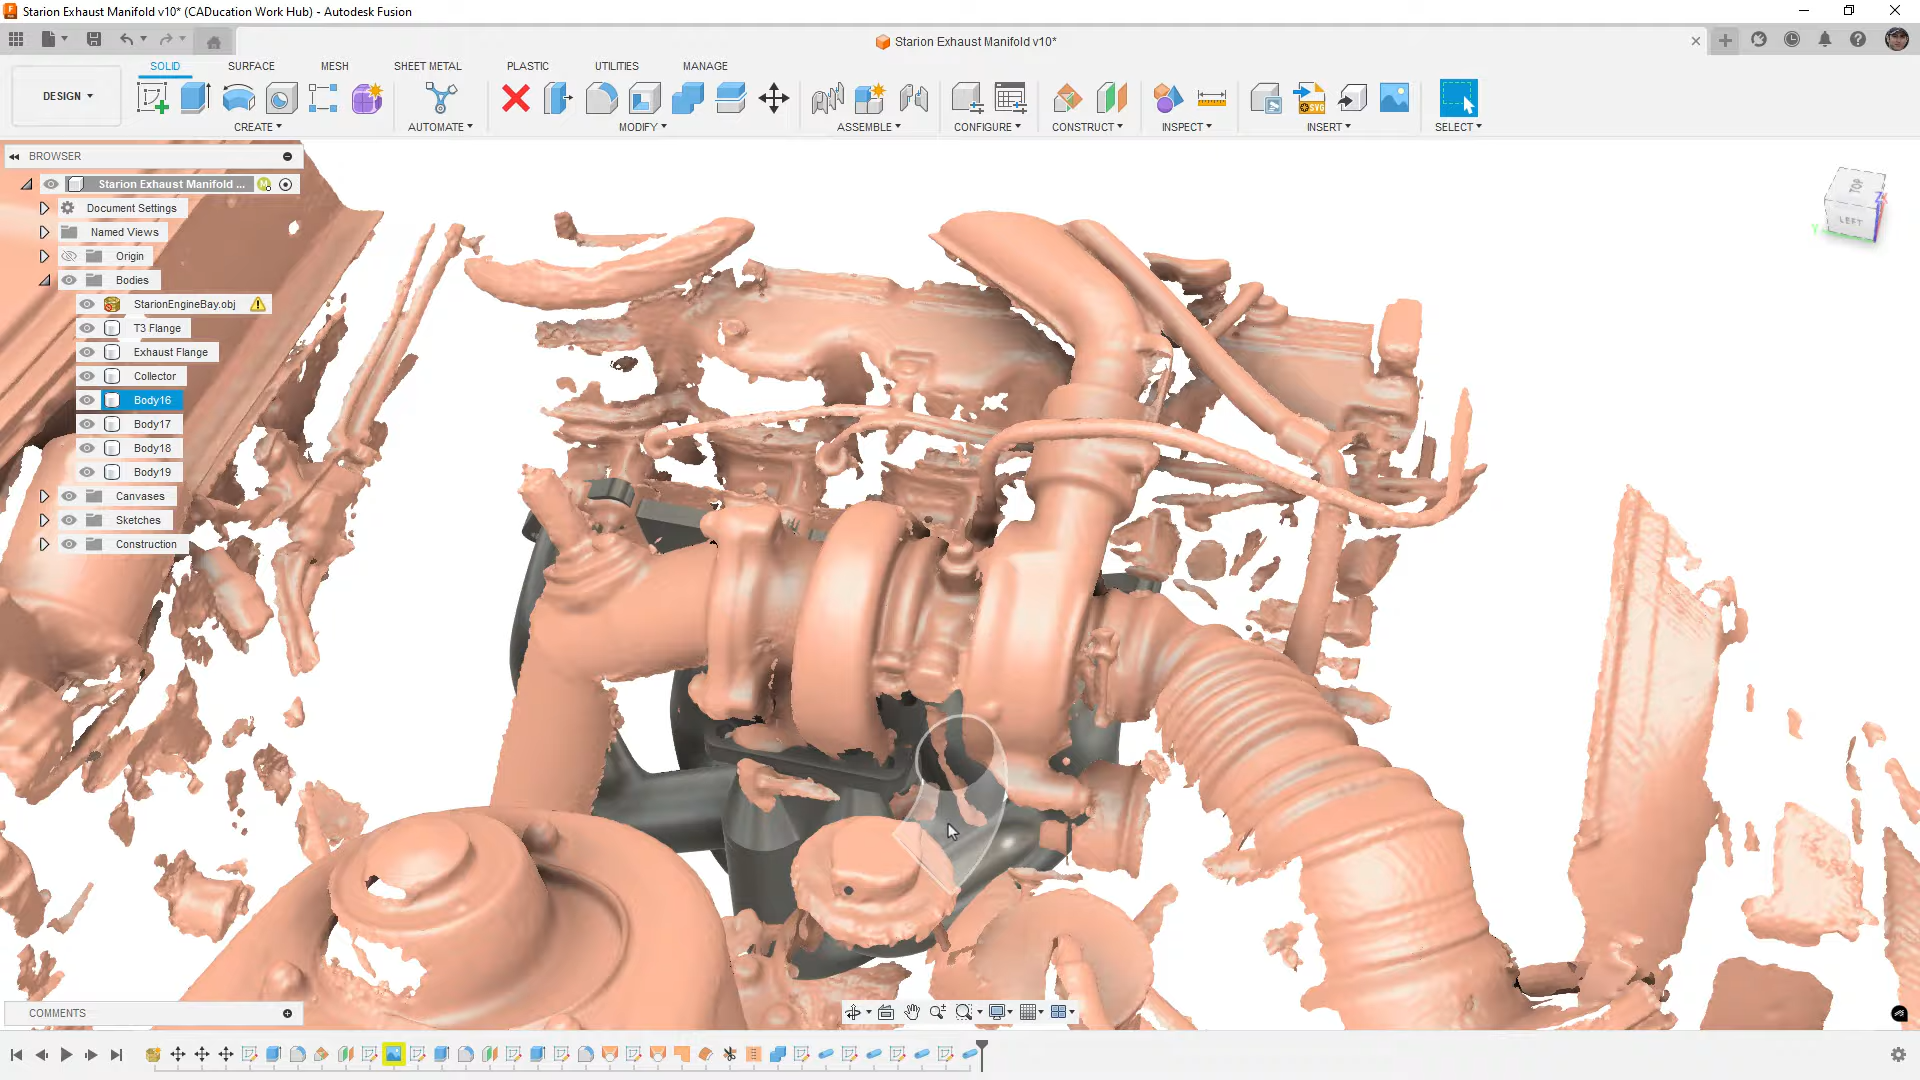 Starion Exhaust Manifold v10* (CADucation Work Hub) - Autodesk Fusion
Starion Exhaust Manifold v10*
SOLID SURFACE MESH SHEET METAL PLASTIC UTILITIES MANAGE
DESIGN
CREATE AUTOMATE MODIFY ASSEMBLE CONFIGURE CONSTRUCT INSPECT INSERT SELECT
BROWSER
Starion Exhaust Manifold ...
Document Settings
Named Views
Origin
Bodies
StarionEngineBay.obj
T3 Flange
Exhaust Flange
Collector
Body16
Body17
Body18
Body19
Canvases
Sketches
Construction
TOP
LEFT
Z
Y
COMMENTS